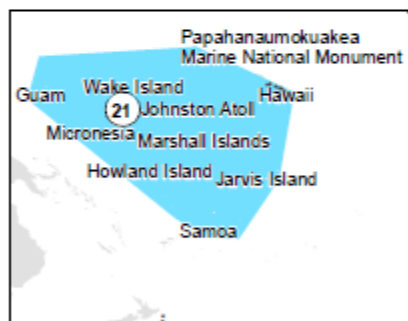 Papahanaumokuakea
Marine National Monument
Wake Island
Guam
Hawaii
21
Johnston Atoll
Micronesia
Marshall Islands
Howland Island
Jarvis Island
Samoa